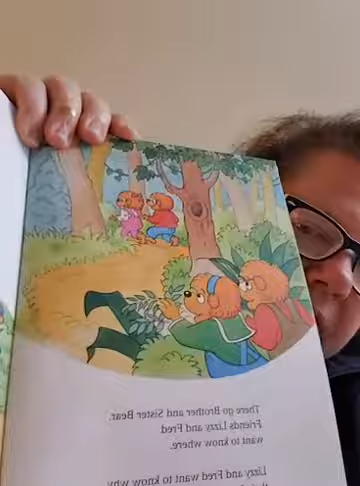 There go Brother and Sister Bear.
Friends Lizzy and Fred
want to know where.
Lizzy and Fred want to know why